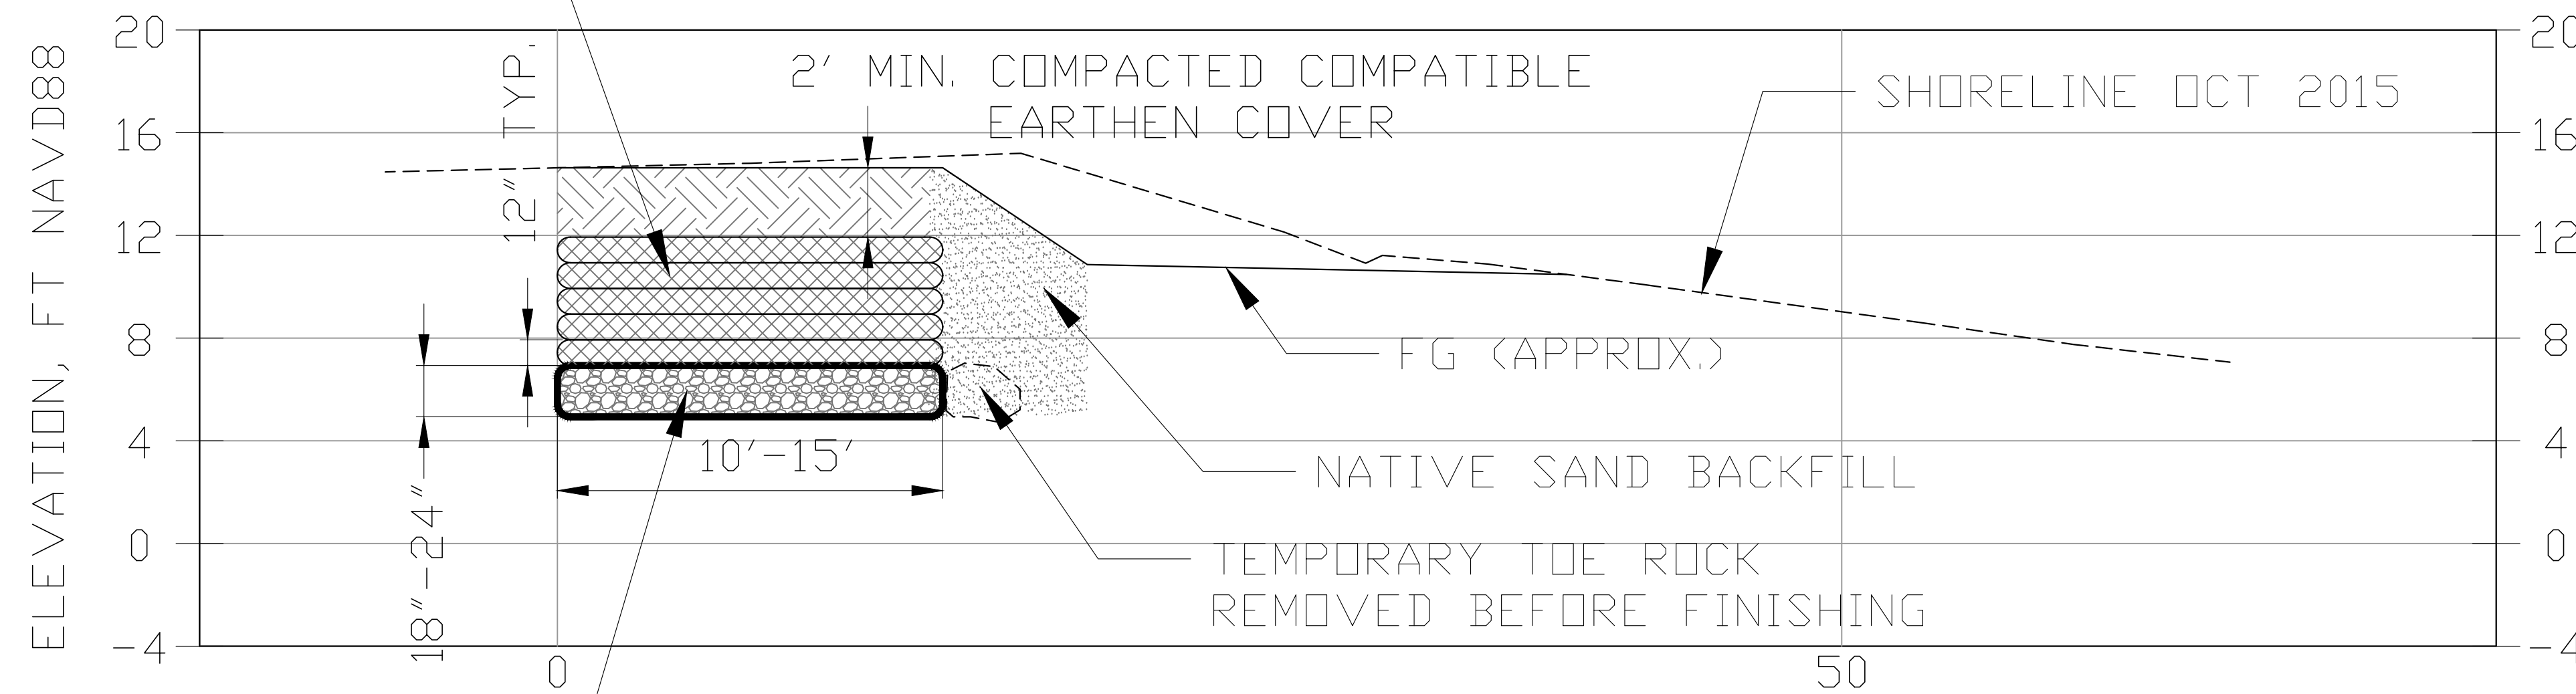 ELEVATION, FT NAVD88
20
16
12
8
4
0
-4
12" TYP.
18"-24"
2' MIN. COMPACTED COMPATIBLE
EARTHEN COVER
SHORELINE OCT 2015
FG (APPROX.)
10'-15'
NATIVE SAND BACKFILL
TEMPORARY TOE ROCK
REMOVED BEFORE FINISHING
20
16
12
8
4
0
-4
0
50